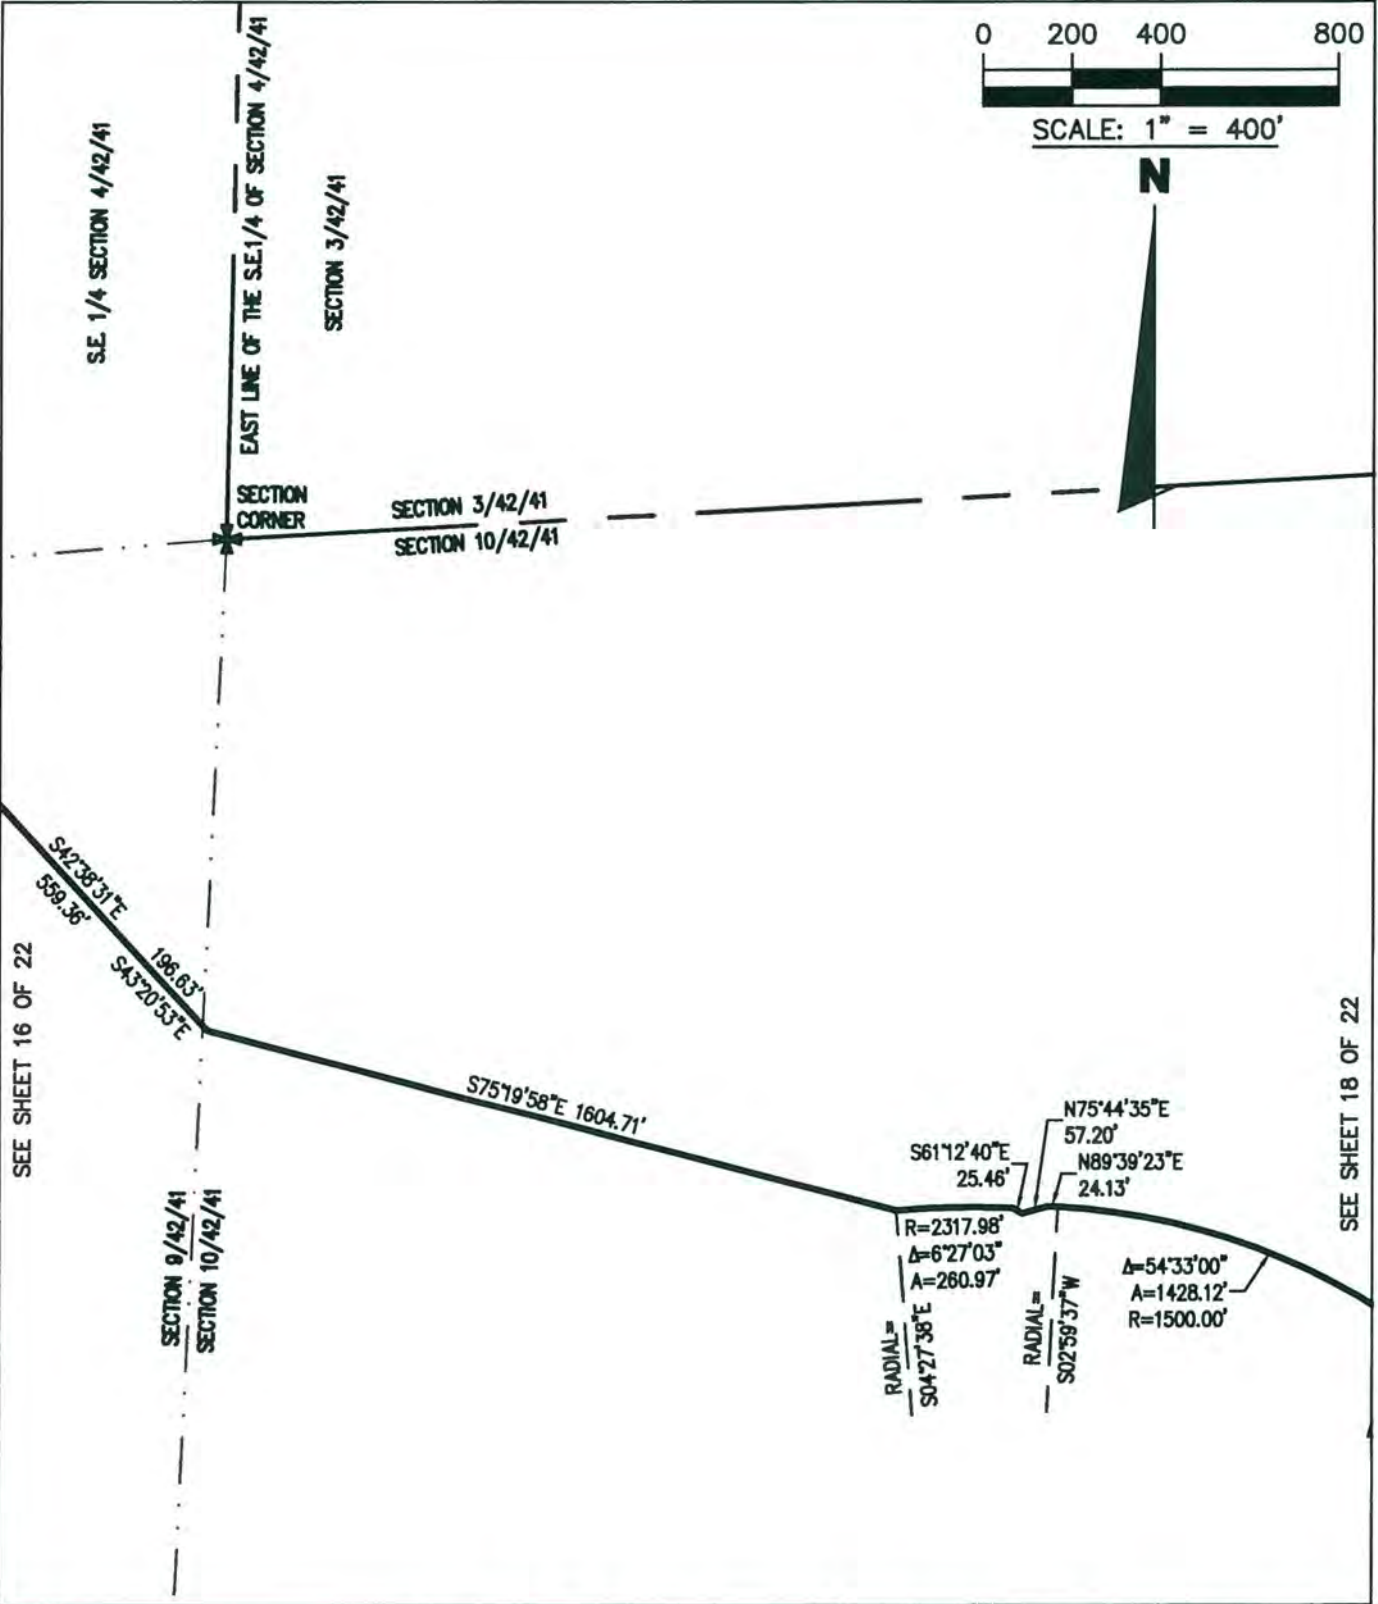 0 200 400 800
SCALE: 1" = 400'
N
S.E. 1/4 SECTION 4/42/41
EAST LINE OF THE S.E.1/4 OF SECTION 4/42/41
SECTION 3/42/41
SECTION
CORNER
SECTION 3/42/41
SECTION 10/42/41
S42°38'31"E
559.36'
196.63'
S43°20'53"E
SEE SHEET 16 OF 22
S75°19'58"E 1604.71'
SECTION 9/42/41
SECTION 10/42/41
S61°12'40"E
25.46'
N75°44'35"E
57.20'
N89°39'23"E
24.13'
R=2317.98'
Δ=6°27'03"
A=260.97'
RADIAL=
S04°27'38"E
RADIAL=
S02°59'37"W
Δ=54°33'00"
A=1428.12'
R=1500.00'
SEE SHEET 18 OF 22